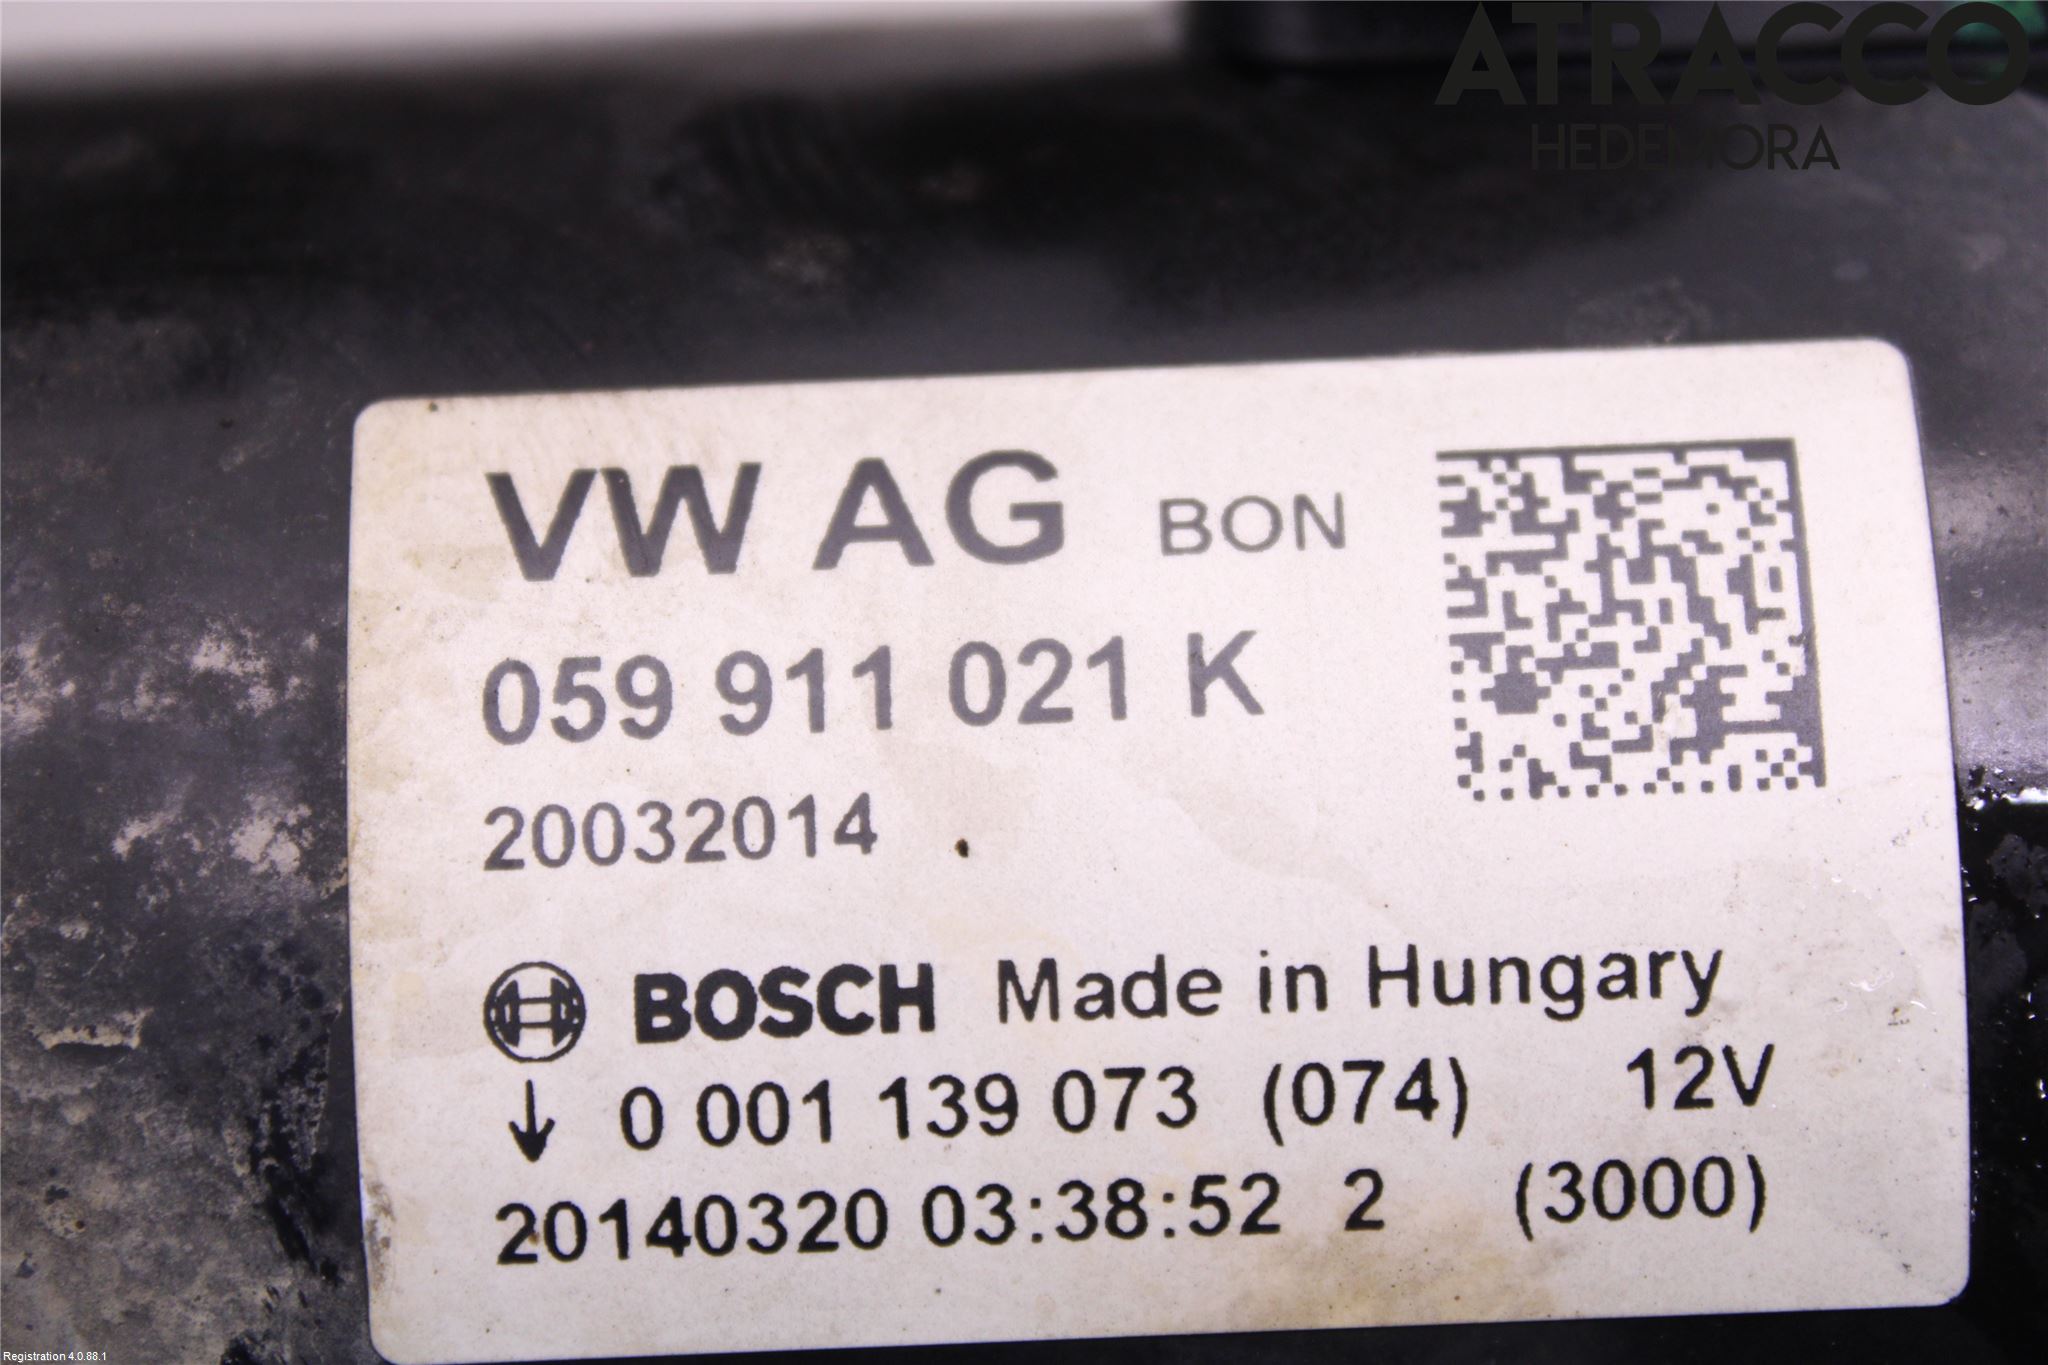 ATRACCO
HEDEMORA
VW AG BON
059 911 021 K
20032014
BOSCH Made in Hungary
↓ 0 001 139 073 (074) 12V
20140320 03:38:52 2 (3000)
Registration 4.0.88.1